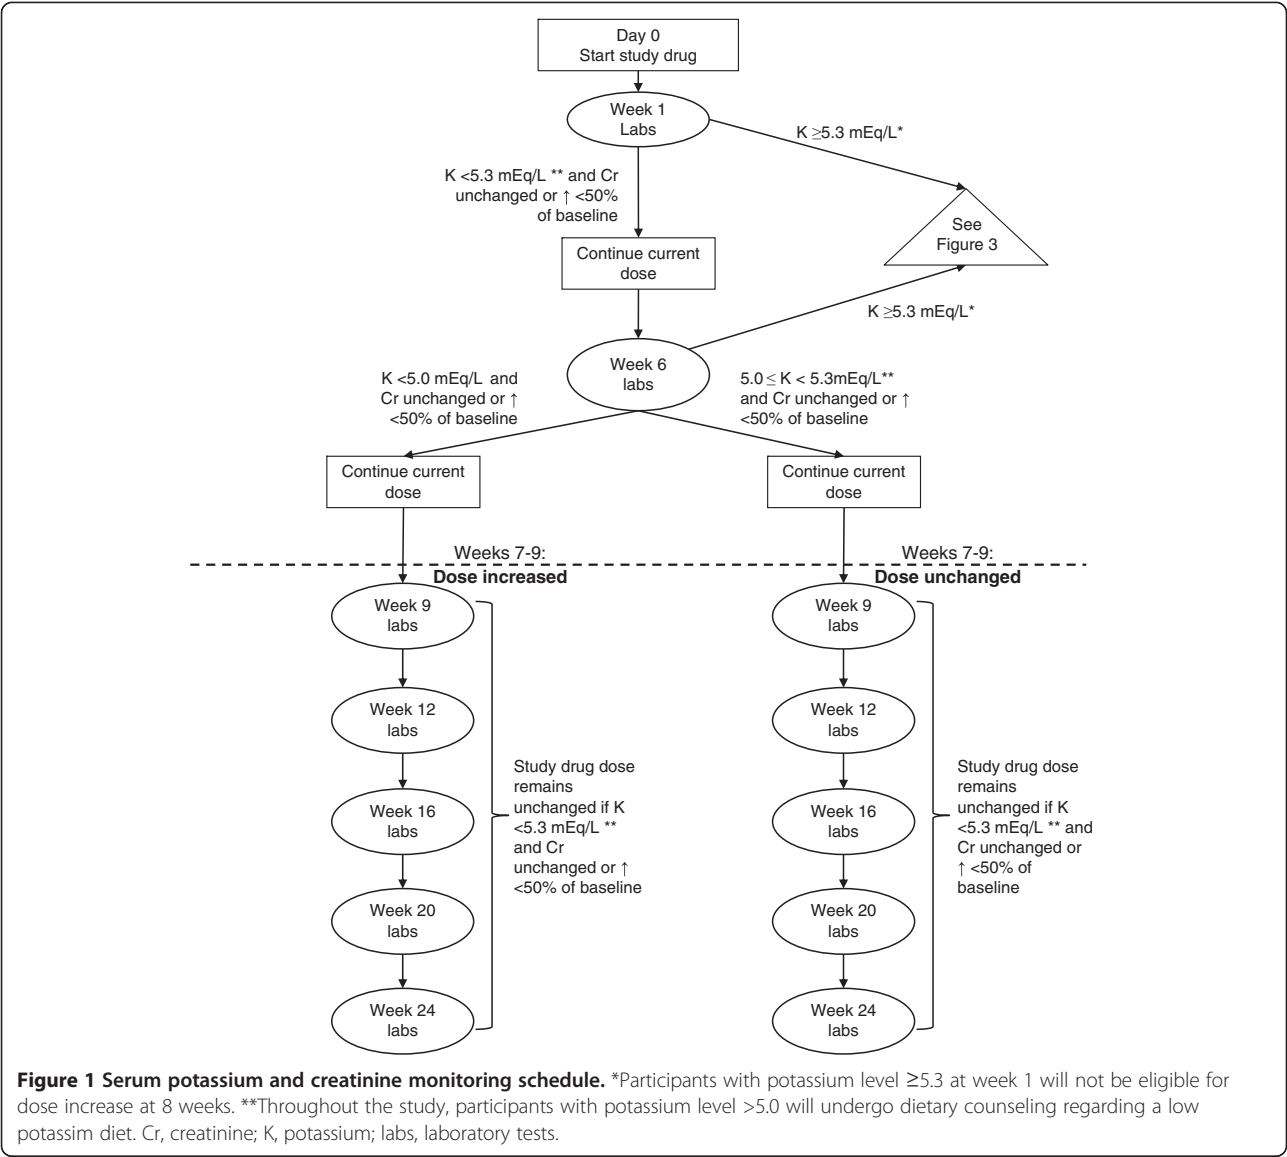 Day 0
Start study drug
Week 1
Labs
K ≥5.3 mEq/L*
K <5.3 mEq/L ** and Cr
unchanged or ↑ <50%
of baseline
See
Figure 3
Continue current
dose
K ≥5.3 mEq/L*
Week 6
labs
K <5.0 mEq/L and
Cr unchanged or ↑
<50% of baseline
5.0 ≤ K < 5.3mEq/L**
and Cr unchanged or ↑
<50% of baseline
Continue current
dose
Continue current
dose
Weeks 7-9:
Dose increased
Weeks 7-9:
Dose unchanged
Week 9
labs
Week 12
labs
Week 16
labs
Week 20
labs
Week 24
labs
Study drug dose
remains
unchanged if K
<5.3 mEq/L **
and Cr
unchanged or ↑
<50% of baseline
Week 9
labs
Week 12
labs
Week 16
labs
Week 20
labs
Week 24
labs
Study drug dose
remains
unchanged if K
<5.3 mEq/L ** and
Cr unchanged or
↑ <50% of
baseline
Figure 1 Serum potassium and creatinine monitoring schedule. *Participants with potassium level ≥5.3 at week 1 will not be eligible for
dose increase at 8 weeks. **Throughout the study, participants with potassium level >5.0 will undergo dietary counseling regarding a low
potassim diet. Cr, creatinine; K, potassium; labs, laboratory tests.